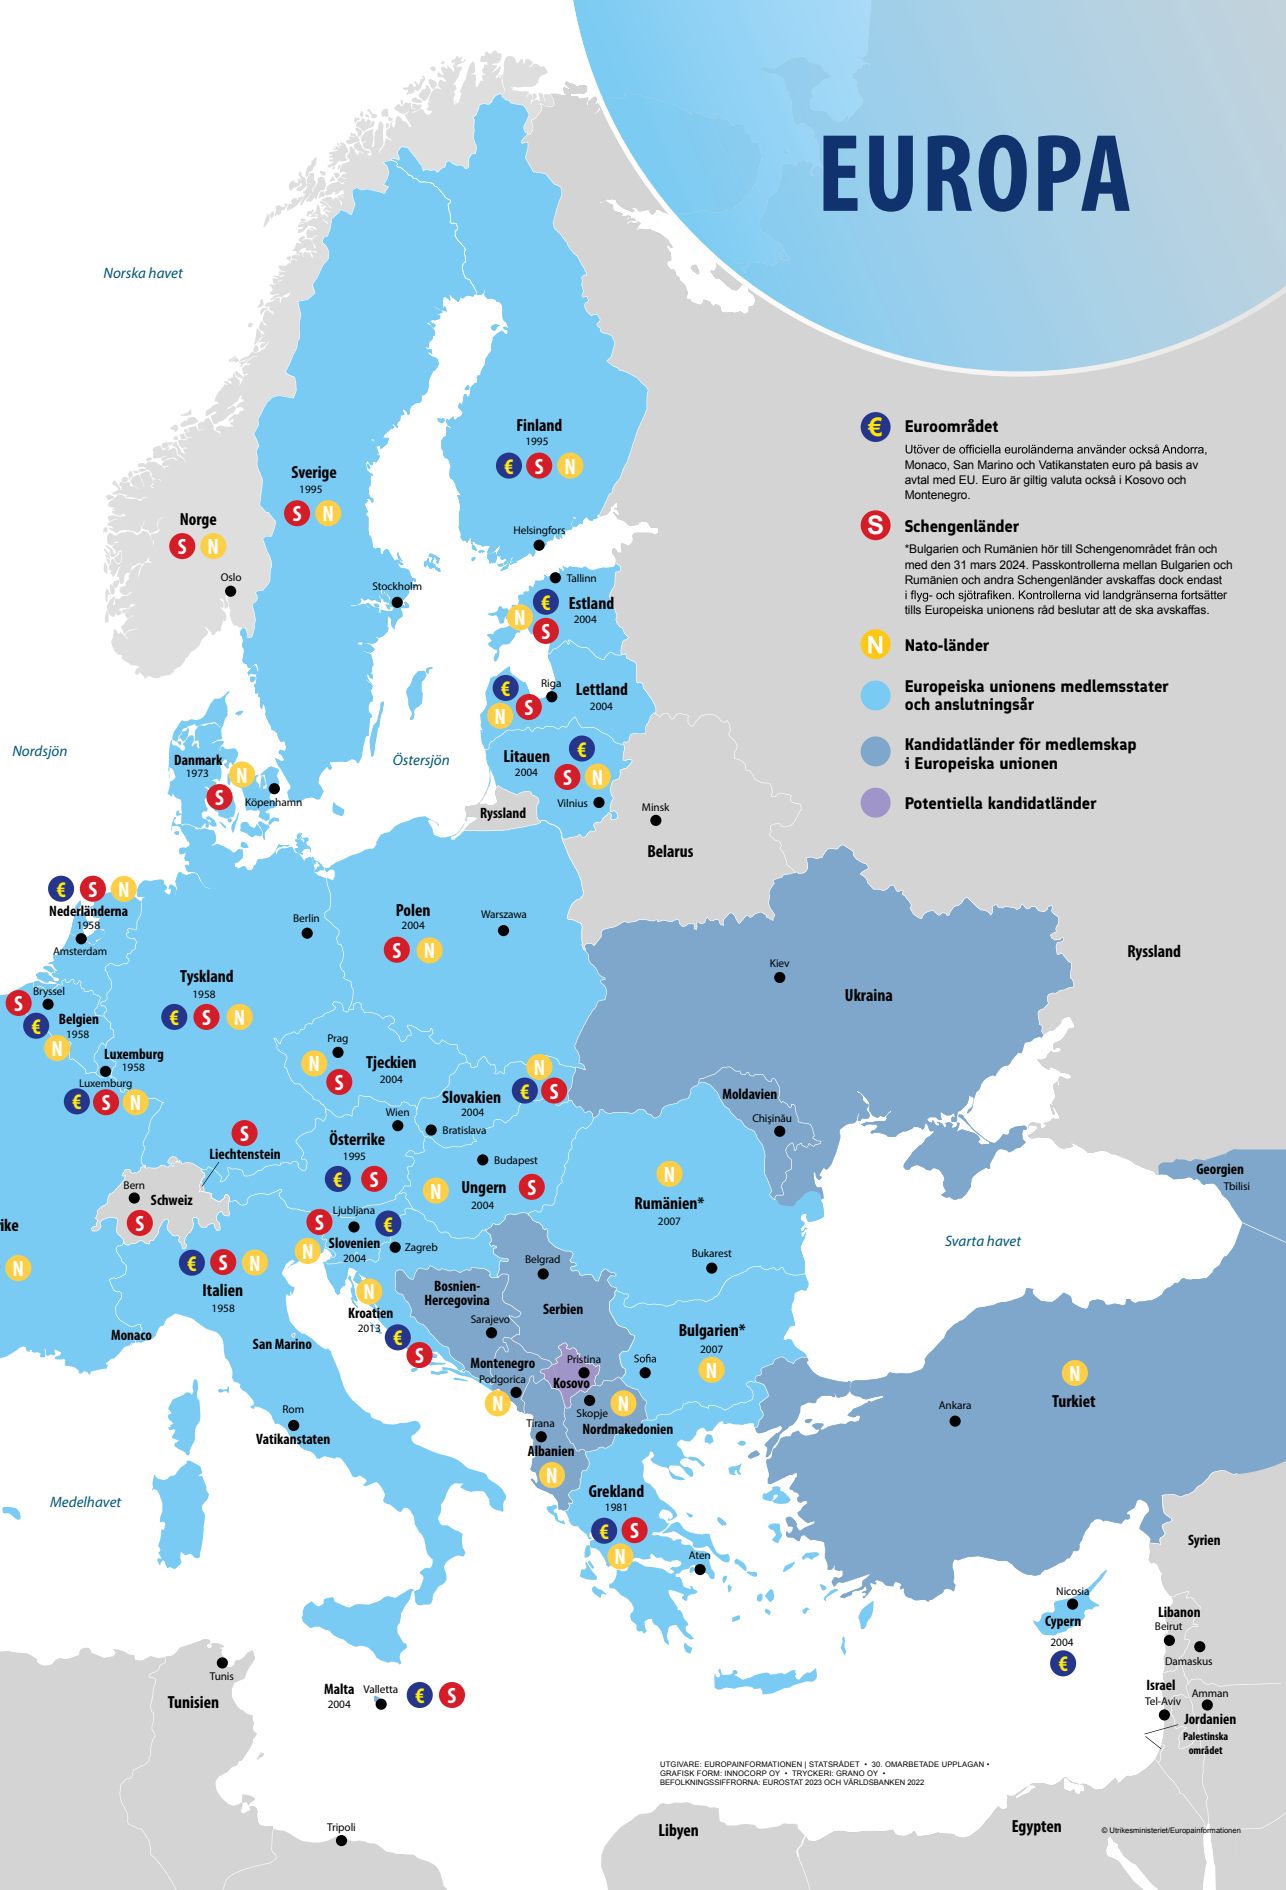 EUROPA
Norska havet
€ Euroområdet
Utöver de officiella euroländerna använder också Andorra,
Monaco, San Marino och Vatikanstaten euro på basis av
avtal med EU. Euro är giltig valuta också i Kosovo och
Montenegro.
S Schengenländer
*Bulgarien och Rumänien hör till Schengenområdet från och
med den 31 mars 2024. Passkontrollerna mellan Bulgarien och
Rumänien och andra Schengenländer avskaffas dock endast
i flyg- och sjötrafiken. Kontrollerna vid landgränserna fortsätter
tills Europeiska unionens råd beslutar att de ska avskaffas.
N Nato-länder
Europeiska unionens medlemsstater
och anslutningsår
Kandidatländer för medlemskap
i Europeiska unionen
Potentiella kandidatländer
Finland
1995
€ S N
Helsingfors
Sverige
1995
S N
Stockholm
Norge
S N
Oslo
Tallinn
€ Estland
N 2004
S
€ Riga Lettland
N S 2004
Nordsjön
Östersjön
Danmark
1973 N
S
Köpenhamn
€
Litauen
2004 S N
Vilnius
Ryssland
Minsk
Belarus
€ S N
Nederländerna
1958
Amsterdam
Berlin
Polen
2004
S N
Warszawa
Ryssland
Kiev
Ukraina
Tyskland
1958
€ S N
S Bryssel
€ Belgien
1958
N
Luxemburg
1958
Luxemburg
€ S N
Prag
N Tjeckien
S 2004
N
€ S
Slovakien
2004
Bratislava
Moldavien
Chișinău
S
Liechtenstein
Wien
Österrike
1995
€ S
Budapest
N Ungern S
2004
N
Rumänien*
2007
Bukarest
Georgien
Tbilisi
Bern
Schweiz
S
ike
N
S Ljubljana €
Slovenien
N 2004
Zagreb
Svarta havet
€ S N
Italien
1958
Belgrad
Serbien
Bosnien-
Hercegovina
Sarajevo
N
Kroatien
2013 €
S
Monaco
San Marino
Bulgarien*
2007
N
Sofia
Montenegro
Podgorica
N
Pristina
Kosovo
Skopje N
Nordmakedonien
N
Turkiet
Ankara
Rom
Vatikanstaten
Tirana
Albanien
N
Medelhavet
Grekland
1981
€ S
N
Aten
Syrien
Nicosia
Cypern
2004
€
Libanon
Beirut
Damaskus
Tunis
Tunisien
Malta Valletta € S
2004
Israel
Tel-Aviv
Amman
Jordanien
Palestinska
området
UTGIVARE: EUROPAINFORMATIONEN | STATSRÅDET • 30. OMARBETADE UPPLAGAN •
GRAFISK FORM: INNOCORP OY • TRYCKERI: GRANO OY •
BEFOLKNINGSSIFFRORNA: EUROSTAT 2023 OCH VÄRLDSBANKEN 2022
Tripoli
Libyen
Egypten
© Utrikesministeriet/Europainformationen